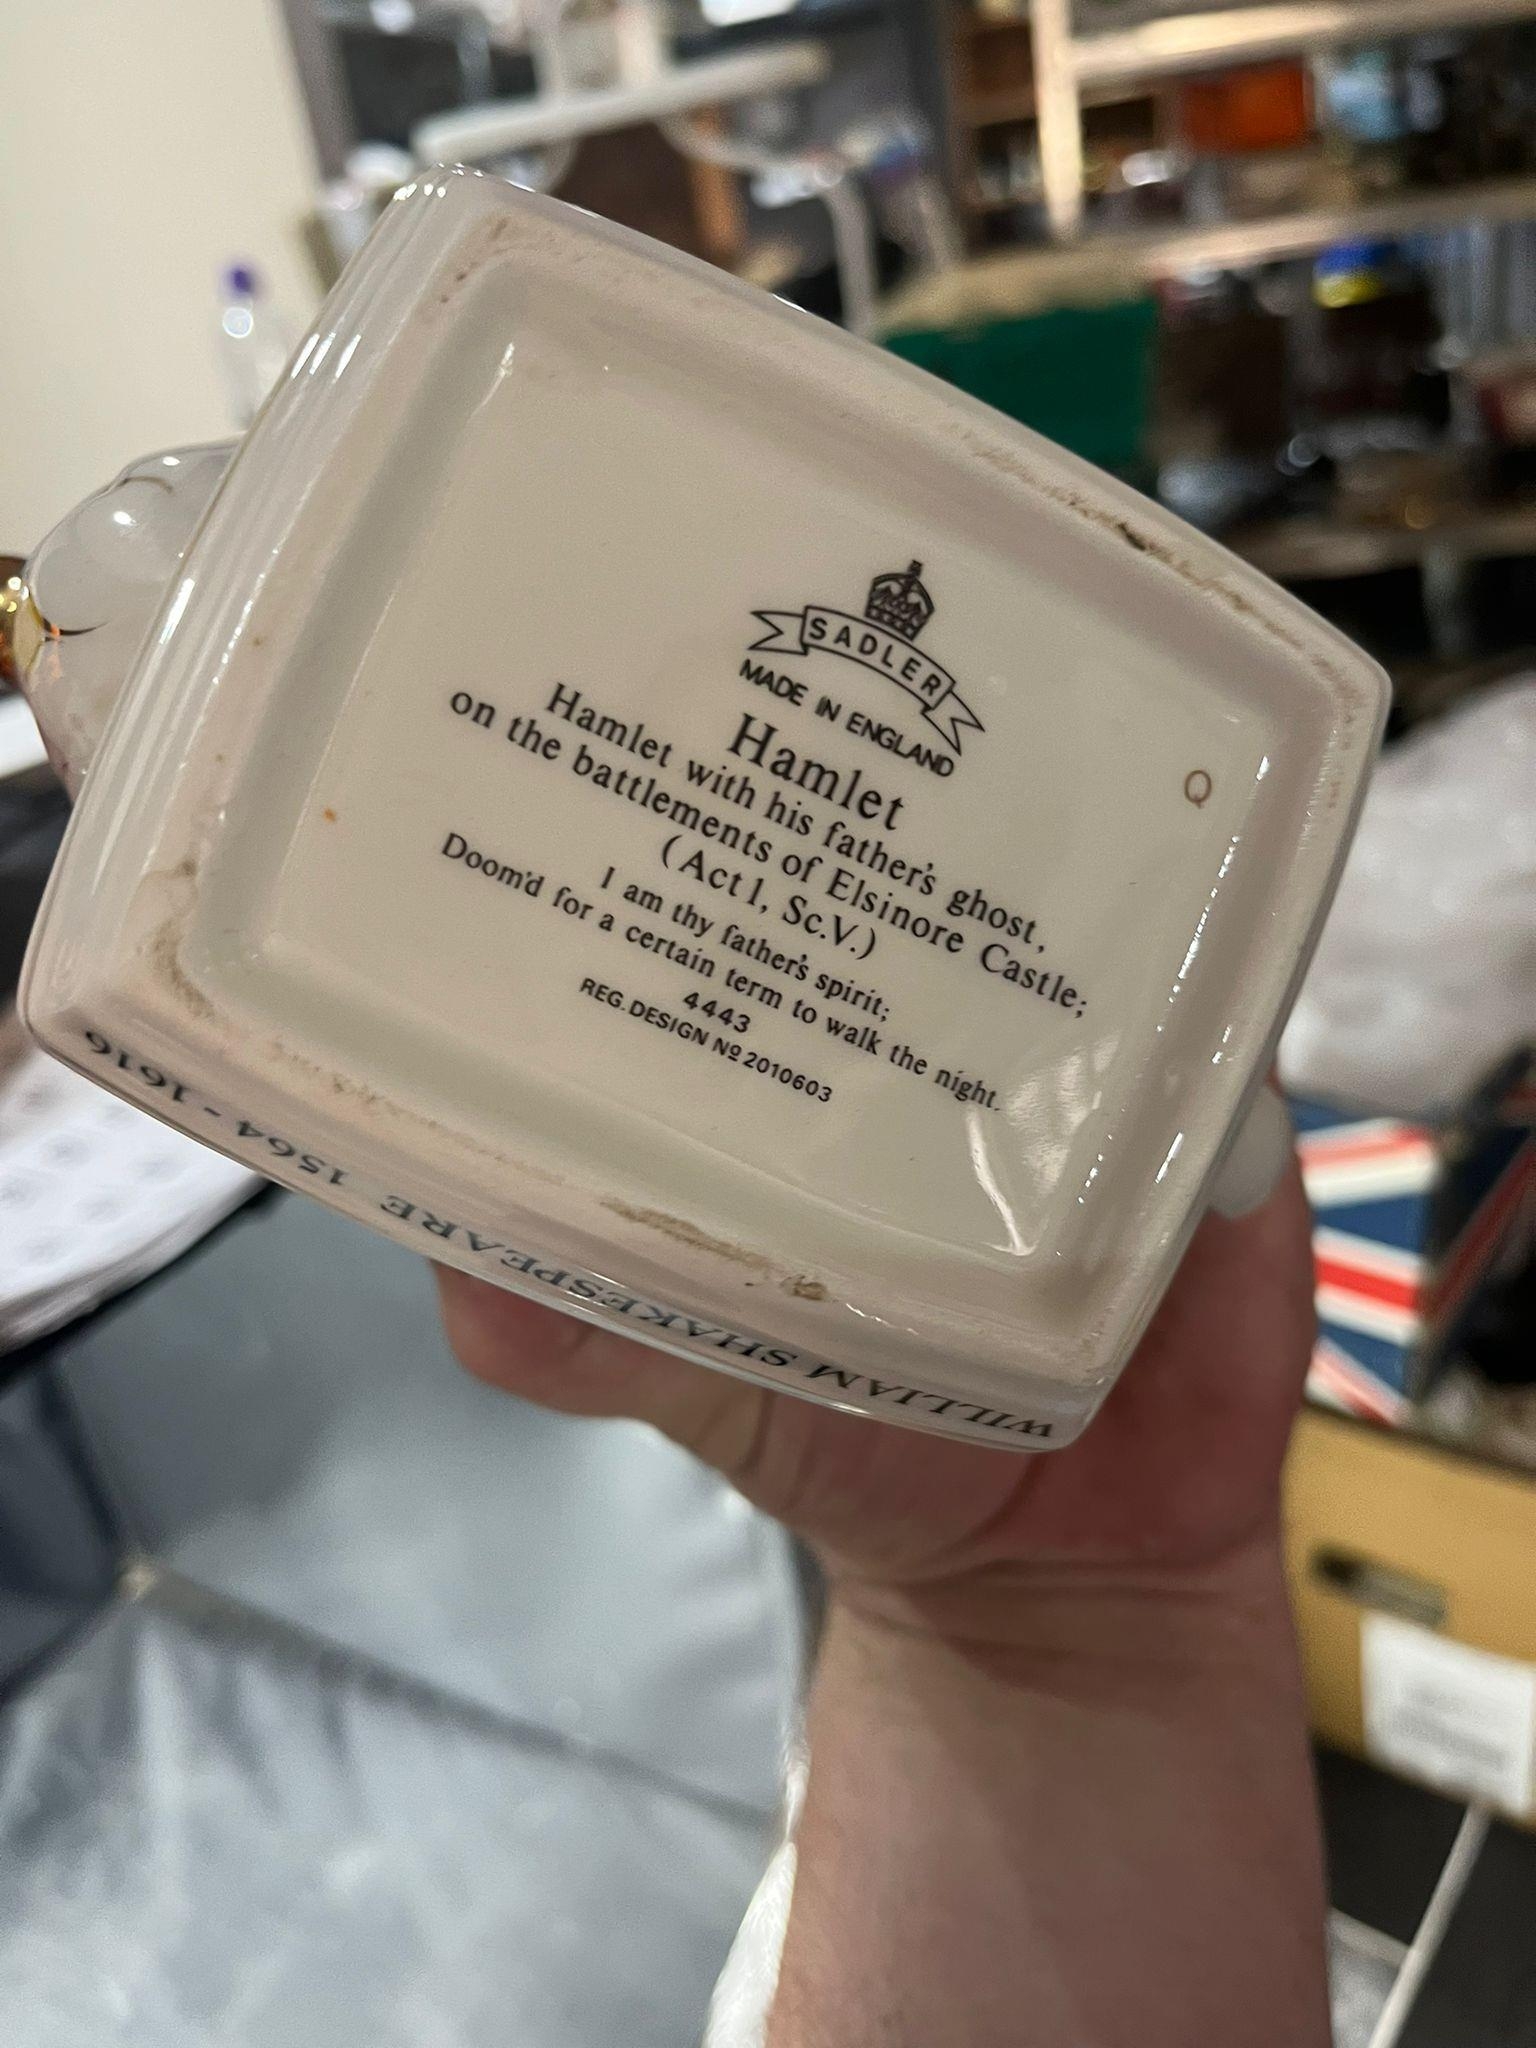 SADLER
MADE IN ENGLAND
Hamlet
Hamlet with his father's ghost,
on the battlements of Elsinore Castle;
(Act 1, Sc.V.)
I am thy father's spirit;
Doom'd for a certain term to walk the night.
4443
REG. DESIGN Nº 2010603
Q
WILLIAM SHAKESPEARE 1564 - 1616